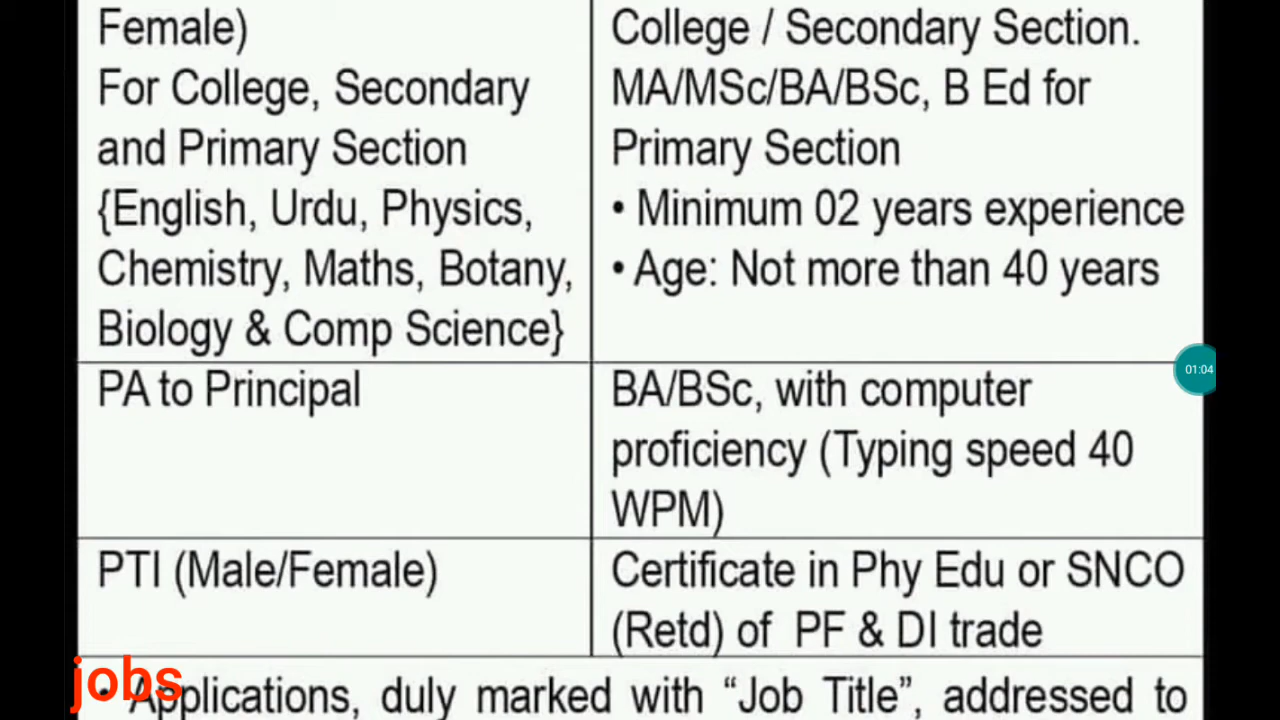 Female)
For College, Secondary
and Primary Section
{English, Urdu, Physics,
Chemistry, Maths, Botany,
Biology & Comp Science}
College / Secondary Section.
MA/MSc/BA/BSc, B Ed for
Primary Section
• Minimum 02 years experience
• Age: Not more than 40 years
PA to Principal
BA/BSc, with computer
proficiency (Typing speed 40
WPM)
PTI (Male/Female)
Certificate in Phy Edu or SNCO
(Retd) of PF & DI trade
• Applications, duly marked with “Job Title”, addressed to
jobs
01:04